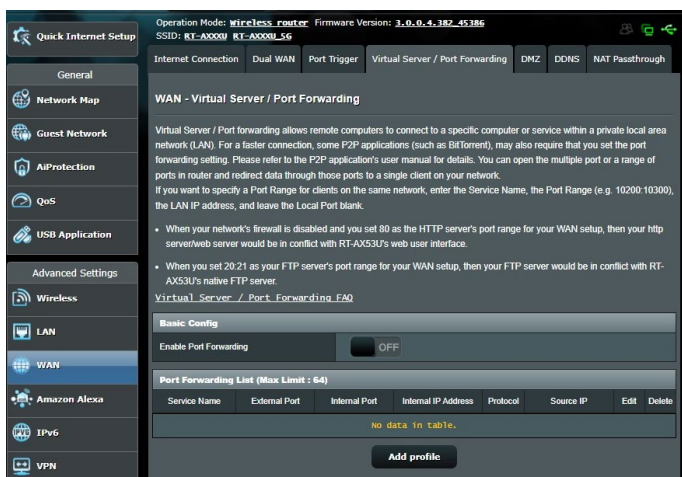 Operation Mode: Wireless router Firmware Version: 3.0.0.4.382_45386
SSID: RT-AXXXU RT-AXXXU_5G
Quick Internet Setup
General
Network Map
Guest Network
AiProtection
QoS
USB Application
Advanced Settings
Wireless
LAN
WAN
Amazon Alexa
IPv6
VPN
Internet Connection Dual WAN Port Trigger Virtual Server / Port Forwarding DMZ DDNS NAT Passthrough
WAN - Virtual Server / Port Forwarding
Virtual Server / Port forwarding allows remote computers to connect to a specific computer or service within a private local area
network (LAN). For a faster connection, some P2P applications (such as BitTorrent), may also require that you set the port
forwarding setting. Please refer to the P2P application's user manual for details. You can open the multiple port or a range of
ports in router and redirect data through those ports to a single client on your network.
If you want to specify a Port Range for clients on the same network, enter the Service Name, the Port Range (e.g. 10200:10300),
the LAN IP address, and leave the Local Port blank.
• When your network's firewall is disabled and you set 80 as the HTTP server's port range for your WAN setup, then your http
server/web server would be in conflict with RT-AX53U's web user interface.
• When you set 20:21 as your FTP server's port range for your WAN setup, then your FTP server would be in conflict with RT-
AX53U's native FTP server.
Virtual Server / Port Forwarding FAQ
Basic Config
Enable Port Forwarding OFF
Port Forwarding List (Max Limit : 64)
Service Name External Port Internal Port Internal IP Address Protocol Source IP Edit Delete
No data in table.
Add profile